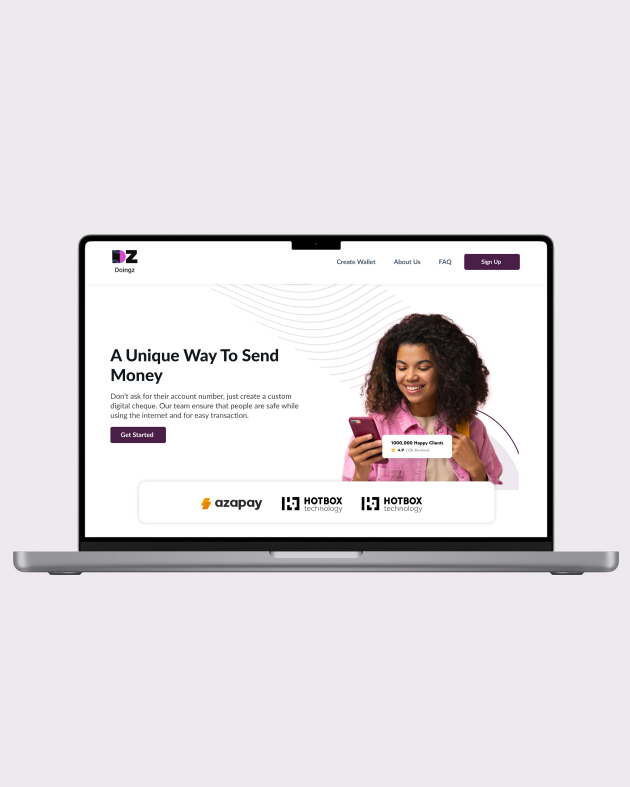 DZ
Doingz
Create Wallet
About Us
FAQ
Sign Up
A Unique Way To Send
Money
Don't ask for their account number, just create a custom
digital cheque. Our team ensure that people are safe while
using the internet and for easy transaction.
Get Started
1000,000 Happy Clients
4.9
azapay
HOTBOX
technology
HOTBOX
technology